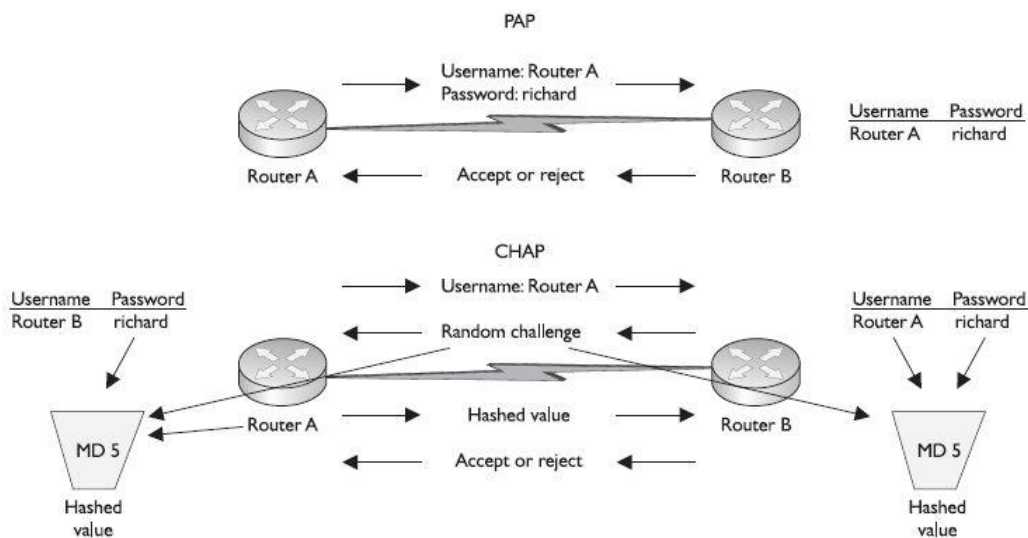 PAP
Username: Router A
Password: richard
Username Password
Router A richard
Router A
Accept or reject
Router B
CHAP
Username: Router A
Username Password
Router B richard
Username Password
Router A richard
Random challenge
Router A
Hashed value
Router B
MD 5
MD 5
Accept or reject
Hashed
value
Hashed
value